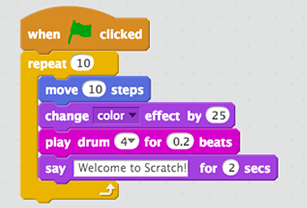 when clicked
repeat 10
move 10 steps
change color effect by 25
play drum 4 for 0.2 beats
say Welcome to Scratch! for 2 secs